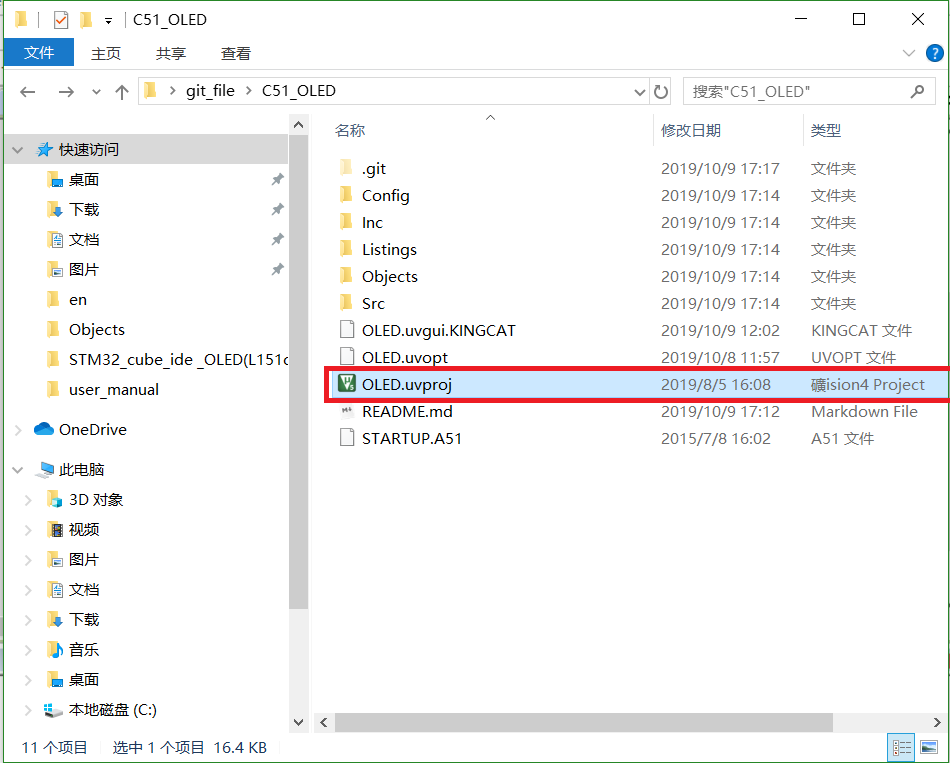 C51_OLED
文件 主页 共享 查看
git_file C51_OLED 搜索"C51_OLED"
名称 修改日期 类型
快速访问
桌面
下载
文档
图片
en
Objects
STM32_cube_ide _OLED(L151c
user_manual
OneDrive
此电脑
3D 对象
视频
图片
文档
下载
音乐
桌面
本地磁盘 (C:)
.git 2019/10/9 17:17 文件夹
Config 2019/10/9 17:14 文件夹
Inc 2019/10/9 17:14 文件夹
Listings 2019/10/9 17:14 文件夹
Objects 2019/10/9 17:14 文件夹
Src 2019/10/9 17:14 文件夹
OLED.uvgui.KINGCAT 2019/10/9 12:02 KINGCAT 文件
OLED.uvopt 2019/10/8 11:57 UVOPT 文件
OLED.uvproj 2019/8/5 16:08 礦ision4 Project
README.md 2019/10/9 17:12 Markdown File
STARTUP.A51 2015/7/8 16:02 A51 文件
11 个项目 选中 1 个项目 16.4 KB